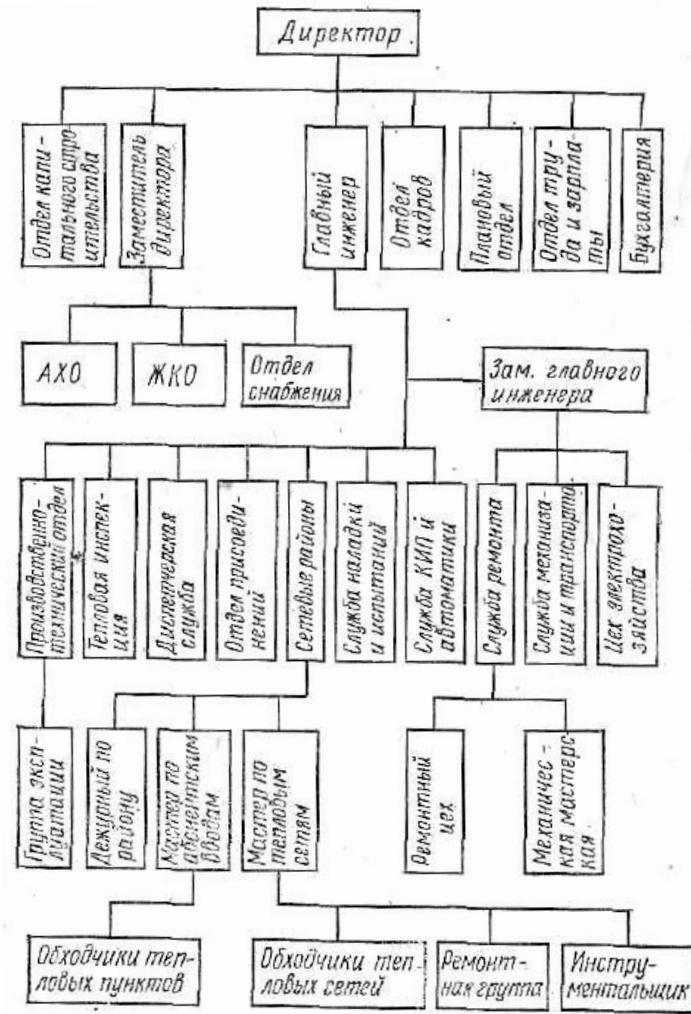 Директор
Отдел капи-
тального стро-
ительства
Заместитель
директора
Главный
инженер
Отдел
кадров
Плановый
отдел
Отдел тру-
да и зарпла-
ты
Бухгалтерия
АХО
ЖКО
Отдел
снабжения
Зам. главного
инженера
Производственно-
технический отдел
Тепловая инспек-
ция
Диспетчерская
служба
Отдел присоеди-
нений
Сетевые районы
Служба наладки
и испытаний
Служба КИП и
автоматики
Служба ремонта
Служба механиза-
ции и транспорта
Цех электрохо-
зяйства
Группа эксп-
луатации
Дежурный по
району
Мастер по
абонентским
вводам
Мастер по
тепловым
сетям
Ремонтный
цех
Механичес-
кая мастерс-
кая
Обходчики теп-
ловых пунктов
Обходчики теп-
ловых сетей
Ремонт-
ная группа
Инстру-
ментальщик